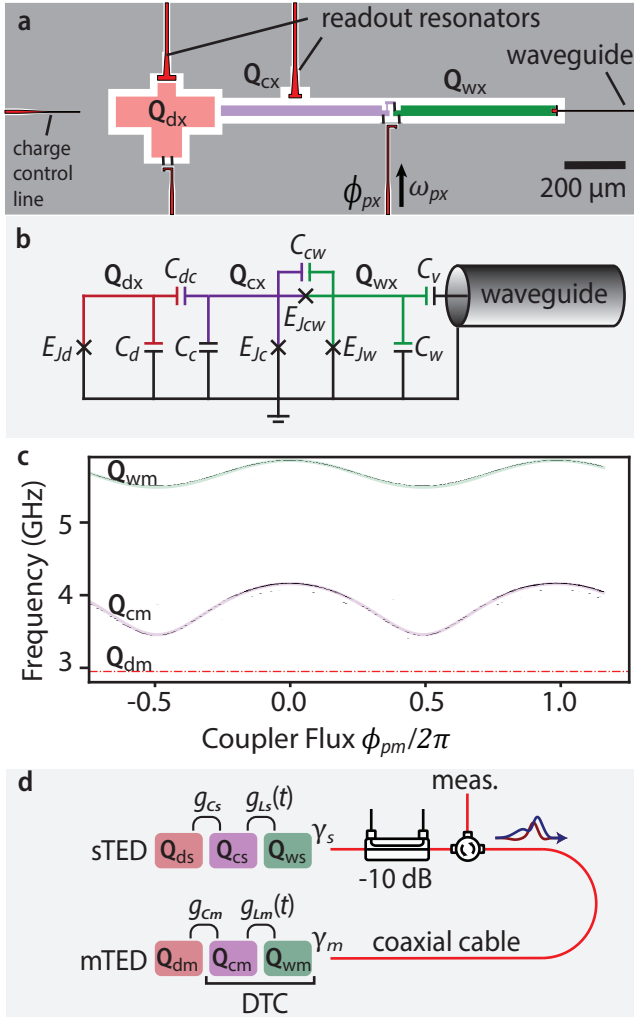 a
readout resonators
Q_cx
Q_wx
waveguide
Q_dx
charge
control
line
ϕ_px
ω_px
200 μm
b
C_cw
Q_dx
C_dc
Q_cx
Q_wx
C_v
waveguide
E_Jcw
E_Jd
C_d
C_c
E_Jc
E_Jw
C_w
c
Q_wm
5
4
Q_cm
Q_dm
3
Frequency (GHz)
-0.5 0.0 0.5 1.0
Coupler Flux ϕ_pm/2π
d
meas.
g_Cs g_Ls(t)
sTED Q_ds Q_cs Q_ws γ_s
-10 dB
g_Cm g_Lm(t)
mTED Q_dm Q_cm Q_wm γ_m coaxial cable
DTC